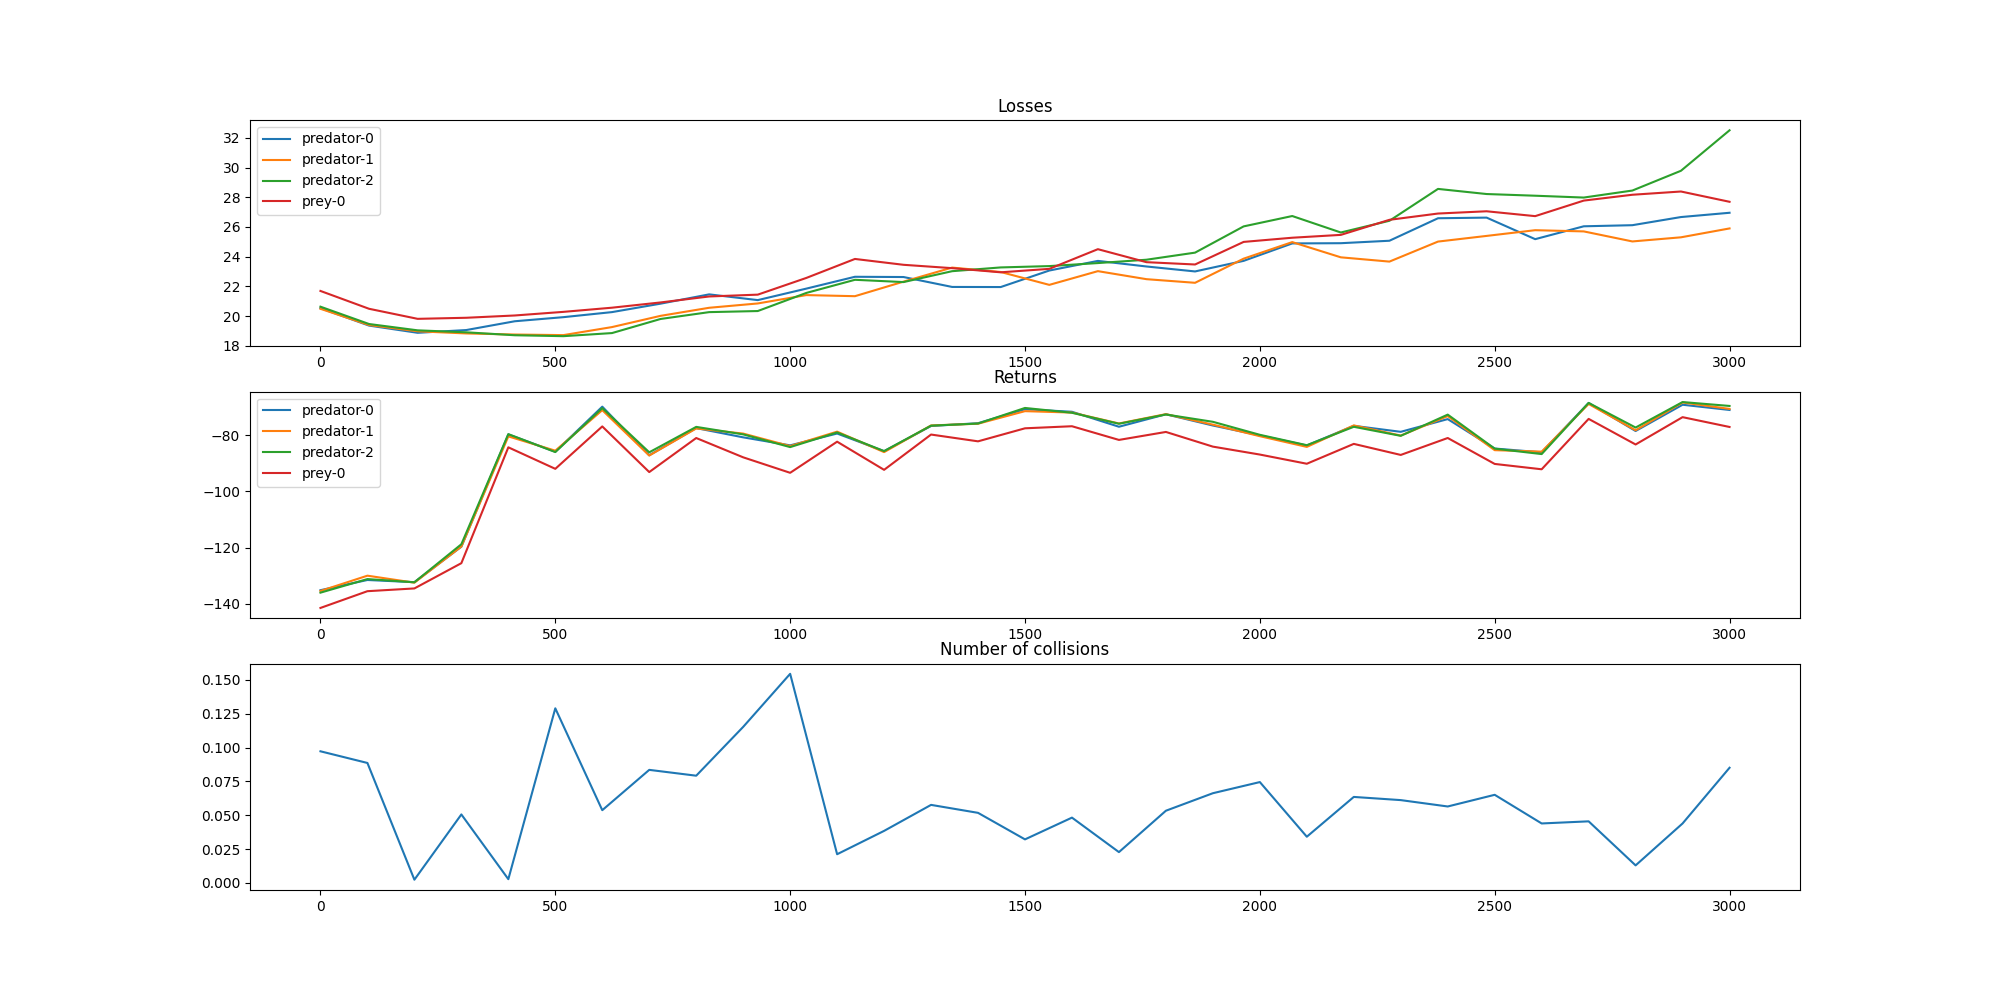 Losses
32
30
28
26
24
22
20
18
predator-0
predator-1
predator-2
prey-0
0 500 1000 1500 2000 2500 3000
Returns
−80
−100
−120
−140
predator-0
predator-1
predator-2
prey-0
0 500 1000 1500 2000 2500 3000
Number of collisions
0.150
0.125
0.100
0.075
0.050
0.025
0.000
0 500 1000 1500 2000 2500 3000